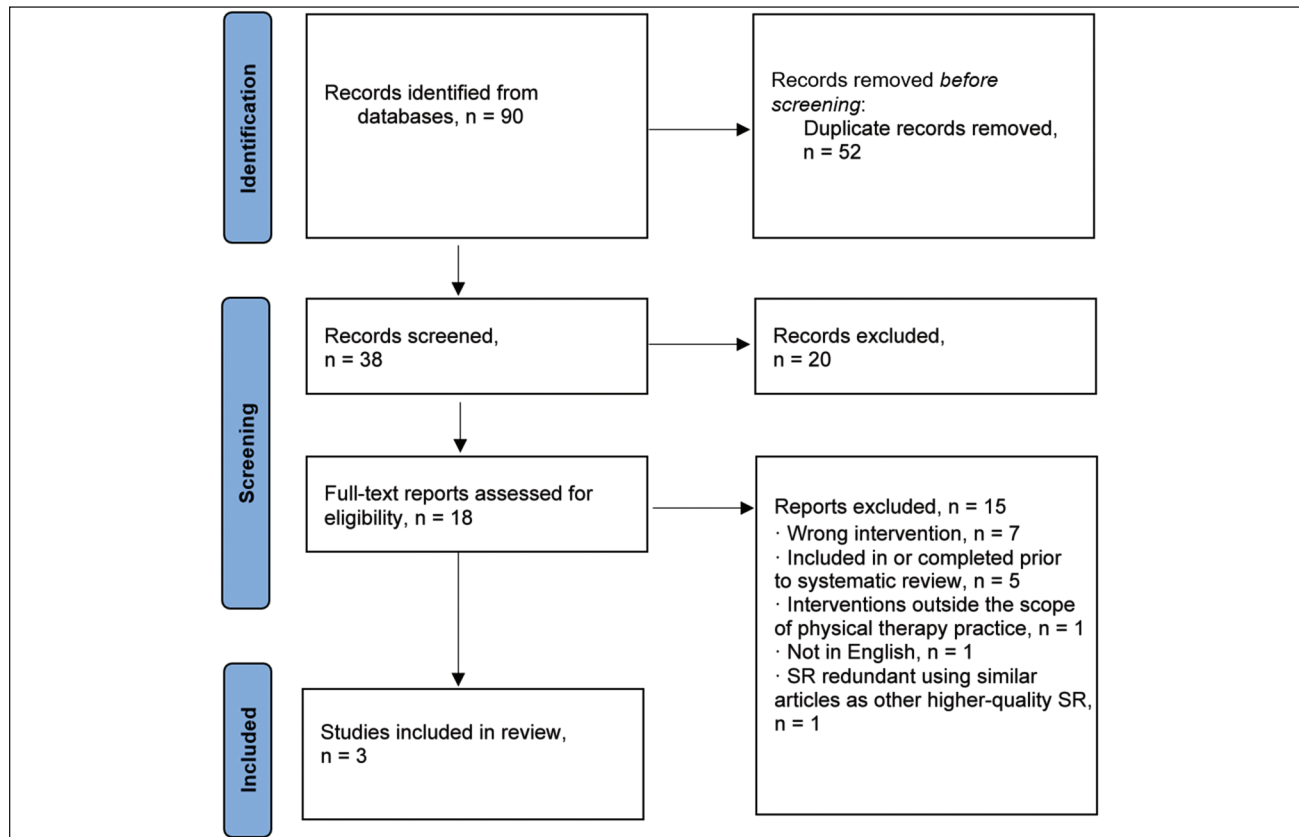 Identification
Records identified from
databases, n = 90
Records removed before
screening:
Duplicate records removed,
n = 52
Screening
Records screened,
n = 38
Records excluded,
n = 20
Full-text reports assessed for
eligibility, n = 18
Reports excluded, n = 15
· Wrong intervention, n = 7
· Included in or completed prior
to systematic review, n = 5
· Interventions outside the scope
of physical therapy practice, n = 1
· Not in English, n = 1
· SR redundant using similar
articles as other higher-quality SR,
n = 1
Included
Studies included in review,
n = 3